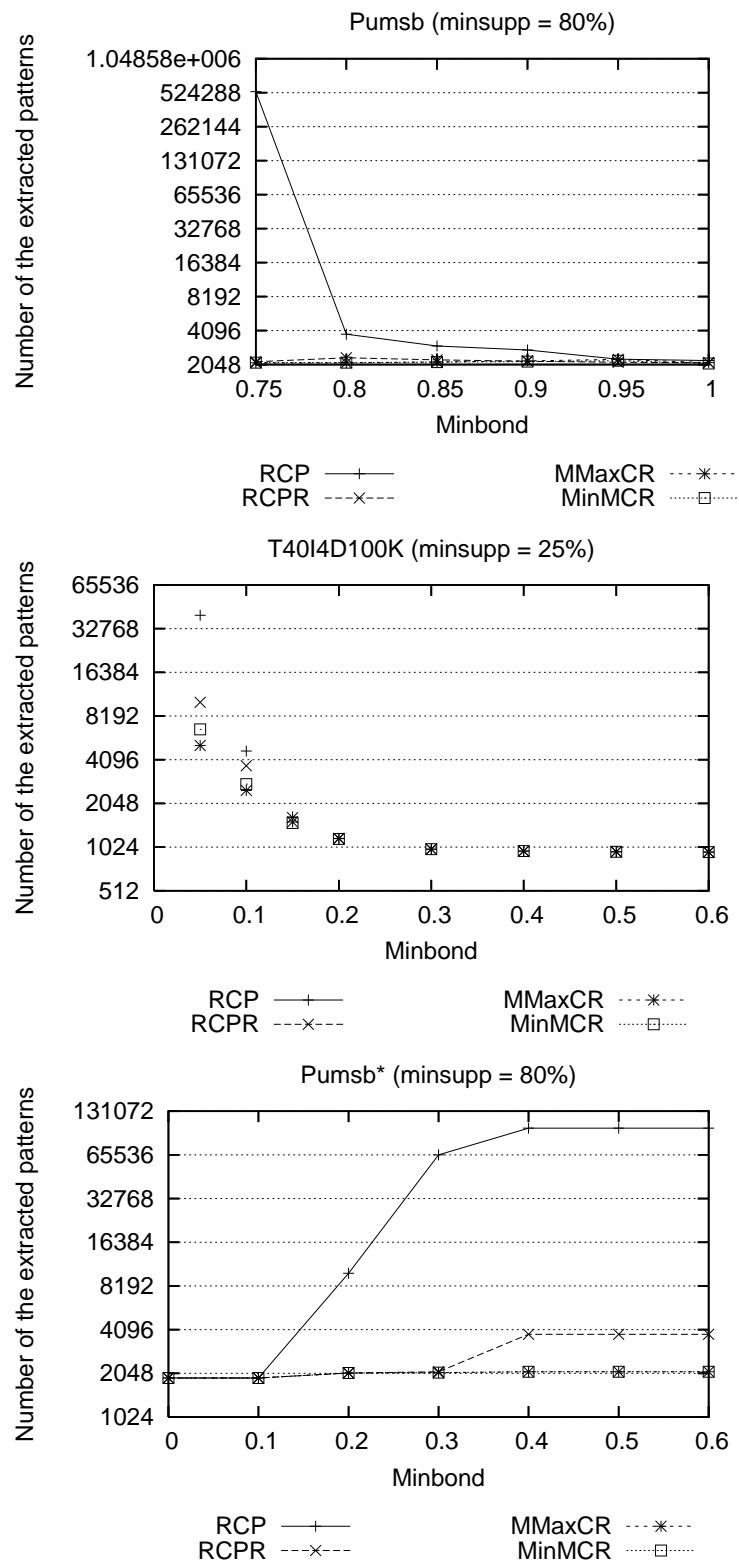 Pumsb (minsupp = 80%)
Number of the extracted patterns
1.04858e+006
524288
262144
131072
65536
32768
16384
8192
4096
2048
0.75 0.8 0.85 0.9 0.95 1
Minbond
RCP MMaxCR
RCPR MinMCR
T40I4D100K (minsupp = 25%)
Number of the extracted patterns
65536
32768
16384
8192
4096
2048
1024
512
0 0.1 0.2 0.3 0.4 0.5 0.6
Minbond
RCP MMaxCR
RCPR MinMCR
Pumsb* (minsupp = 80%)
Number of the extracted patterns
131072
65536
32768
16384
8192
4096
2048
1024
0 0.1 0.2 0.3 0.4 0.5 0.6
Minbond
RCP MMaxCR
RCPR MinMCR